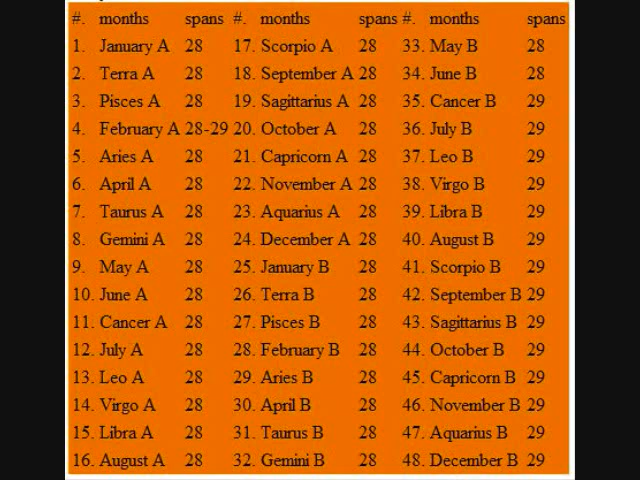 #. months spans #. months spans #. months spans
1. January A 28 17. Scorpio A 28 33. May B 28
2. Terra A 28 18. September A 28 34. June B 28
3. Pisces A 28 19. Sagittarius A 28 35. Cancer B 29
4. February A 28-29 20. October A 28 36. July B 29
5. Aries A 28 21. Capricorn A 28 37. Leo B 29
6. April A 28 22. November A 28 38. Virgo B 29
7. Taurus A 28 23. Aquarius A 28 39. Libra B 29
8. Gemini A 28 24. December A 28 40. August B 29
9. May A 28 25. January B 28 41. Scorpio B 29
10. June A 28 26. Terra B 28 42. September B 29
11. Cancer A 28 27. Pisces B 28 43. Sagittarius B 29
12. July A 28 28. February B 28 44. October B 29
13. Leo A 28 29. Aries B 28 45. Capricorn B 29
14. Virgo A 28 30. April B 28 46. November B 29
15. Libra A 28 31. Taurus B 28 47. Aquarius B 29
16. August A 28 32. Gemini B 28 48. December B 29